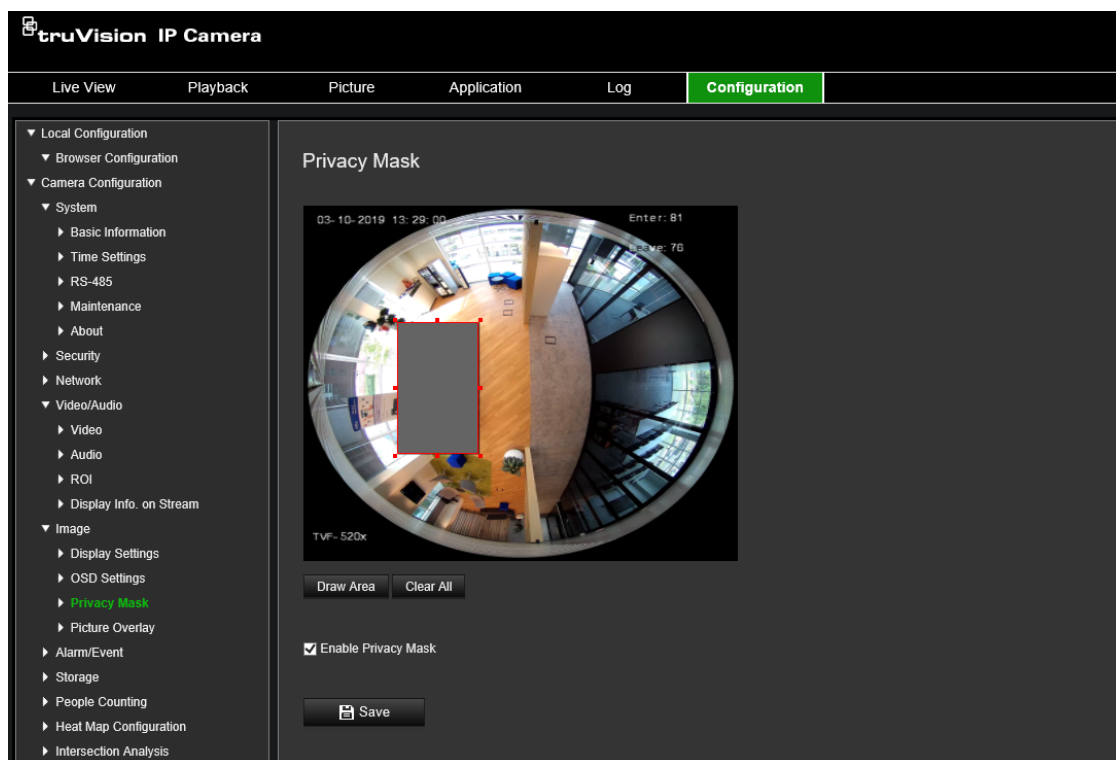 truVision IP Camera
Live View Playback Picture Application Log Configuration
Local Configuration
Browser Configuration
Camera Configuration
System
Basic Information
Time Settings
RS-485
Maintenance
About
Security
Network
Video/Audio
Video
Audio
ROI
Display Info. on Stream
Image
Display Settings
OSD Settings
Privacy Mask
Picture Overlay
Alarm/Event
Storage
People Counting
Heat Map Configuration
Intersection Analysis
Privacy Mask
03-10-2019 13:29:00 Enter: 81
Leave: 76
TVF-520x
Draw Area Clear All
Enable Privacy Mask
Save